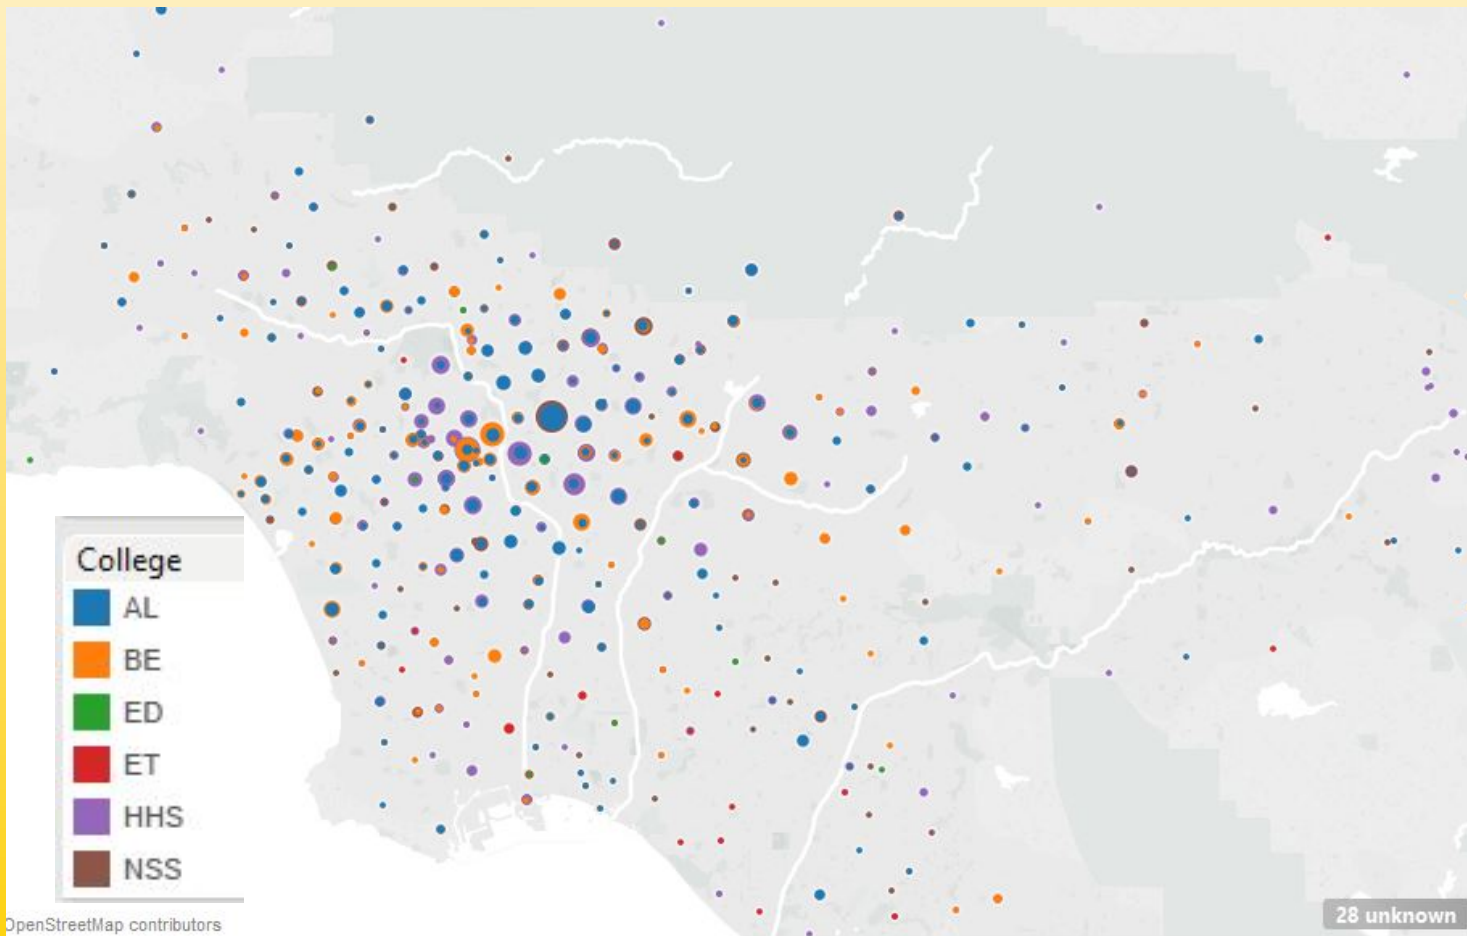 College
AL
BE
ED
ET
HHS
NSS
OpenStreetMap contributors
28 unknown